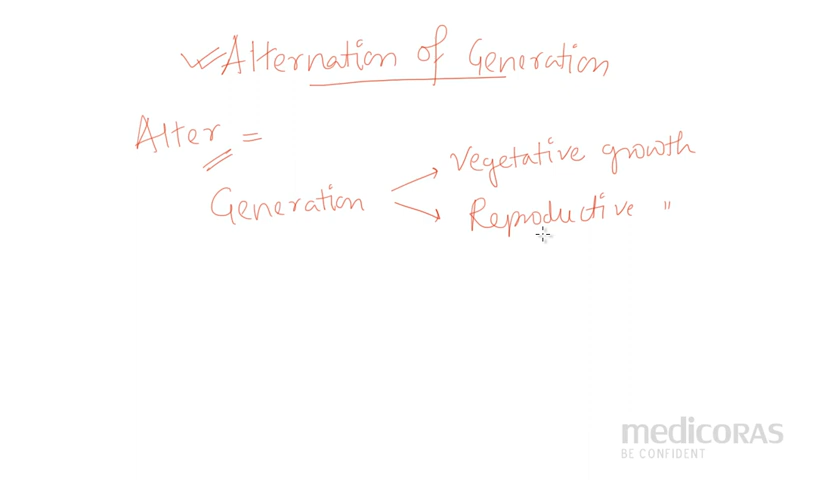 Alternation of Generation
Alter =
Vegetative growth
Generation
Reproductive "
medicoRAS
BE CONFIDENT